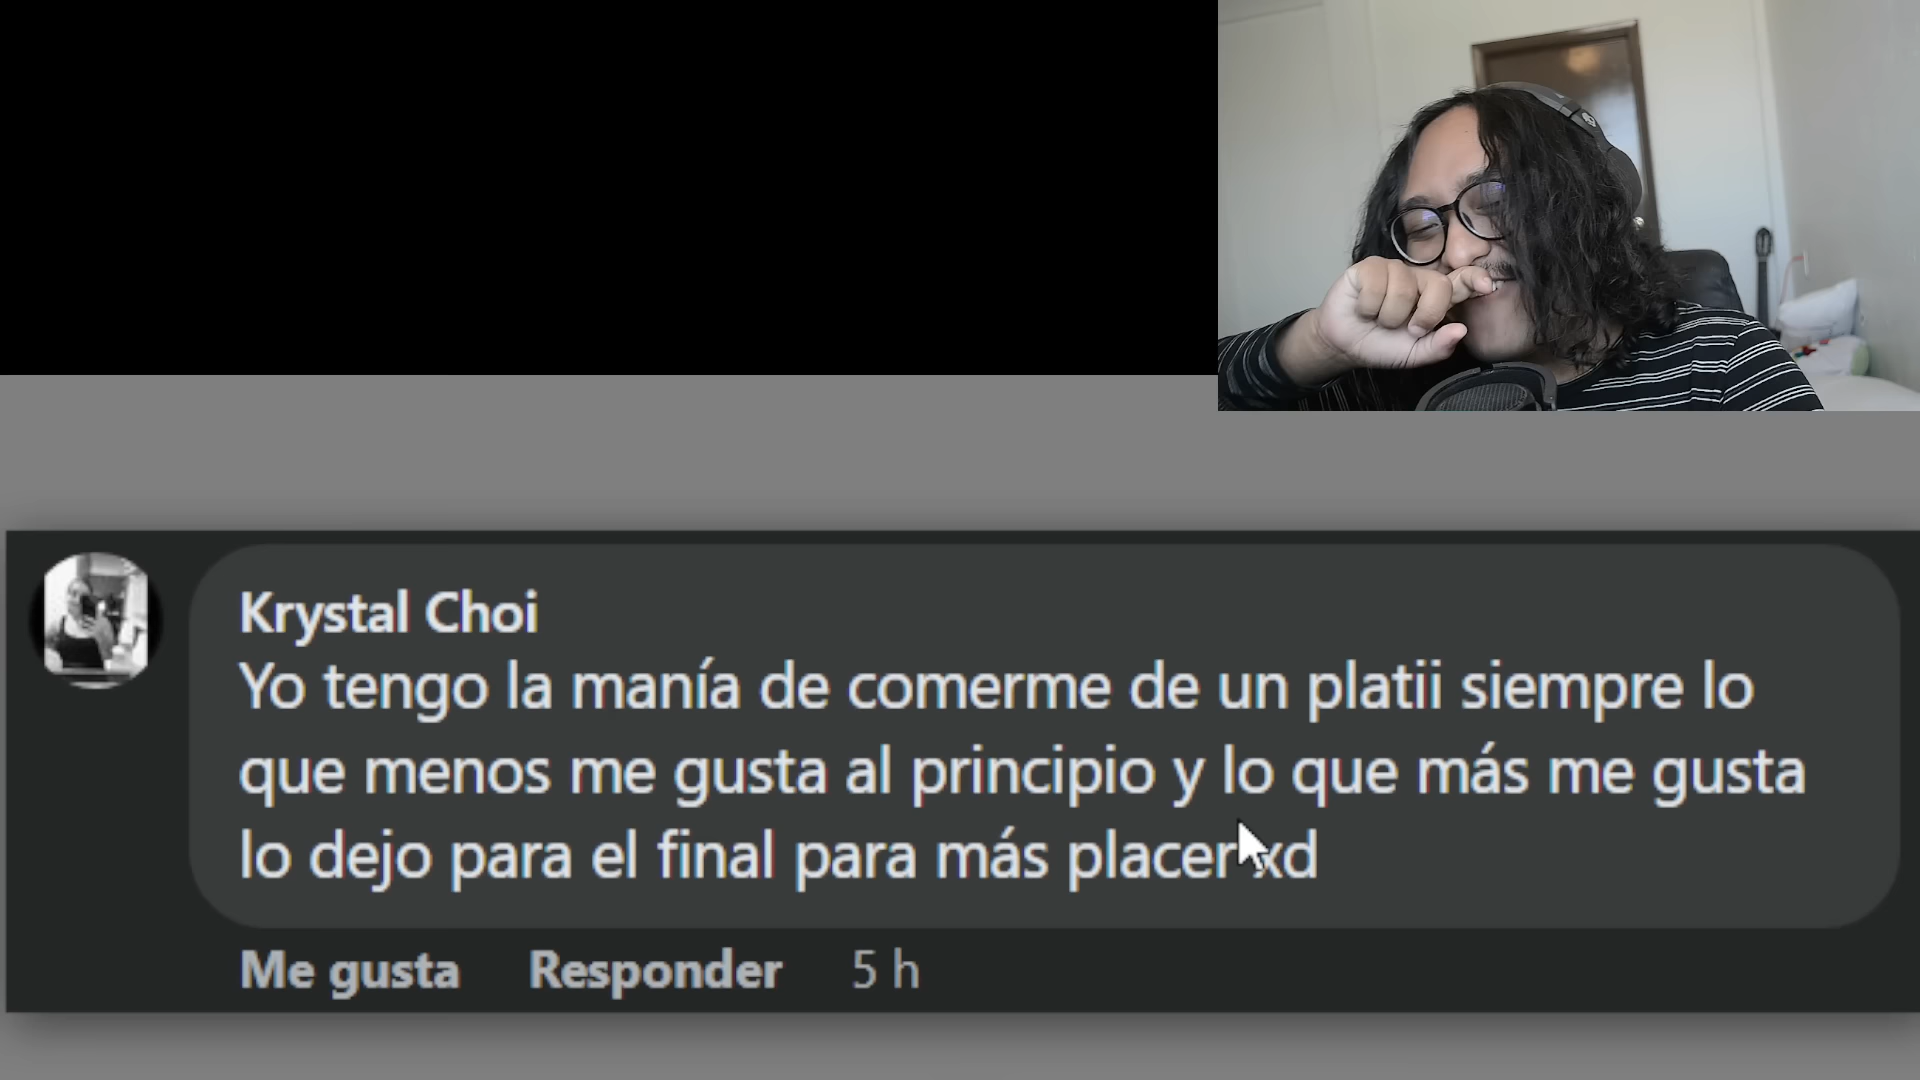 Krystal Choi
Yo tengo la manía de comerme de un platii siempre lo
que menos me gusta al principio y lo que más me gusta
lo dejo para el final para más placer xd
Me gusta Responder 5 h